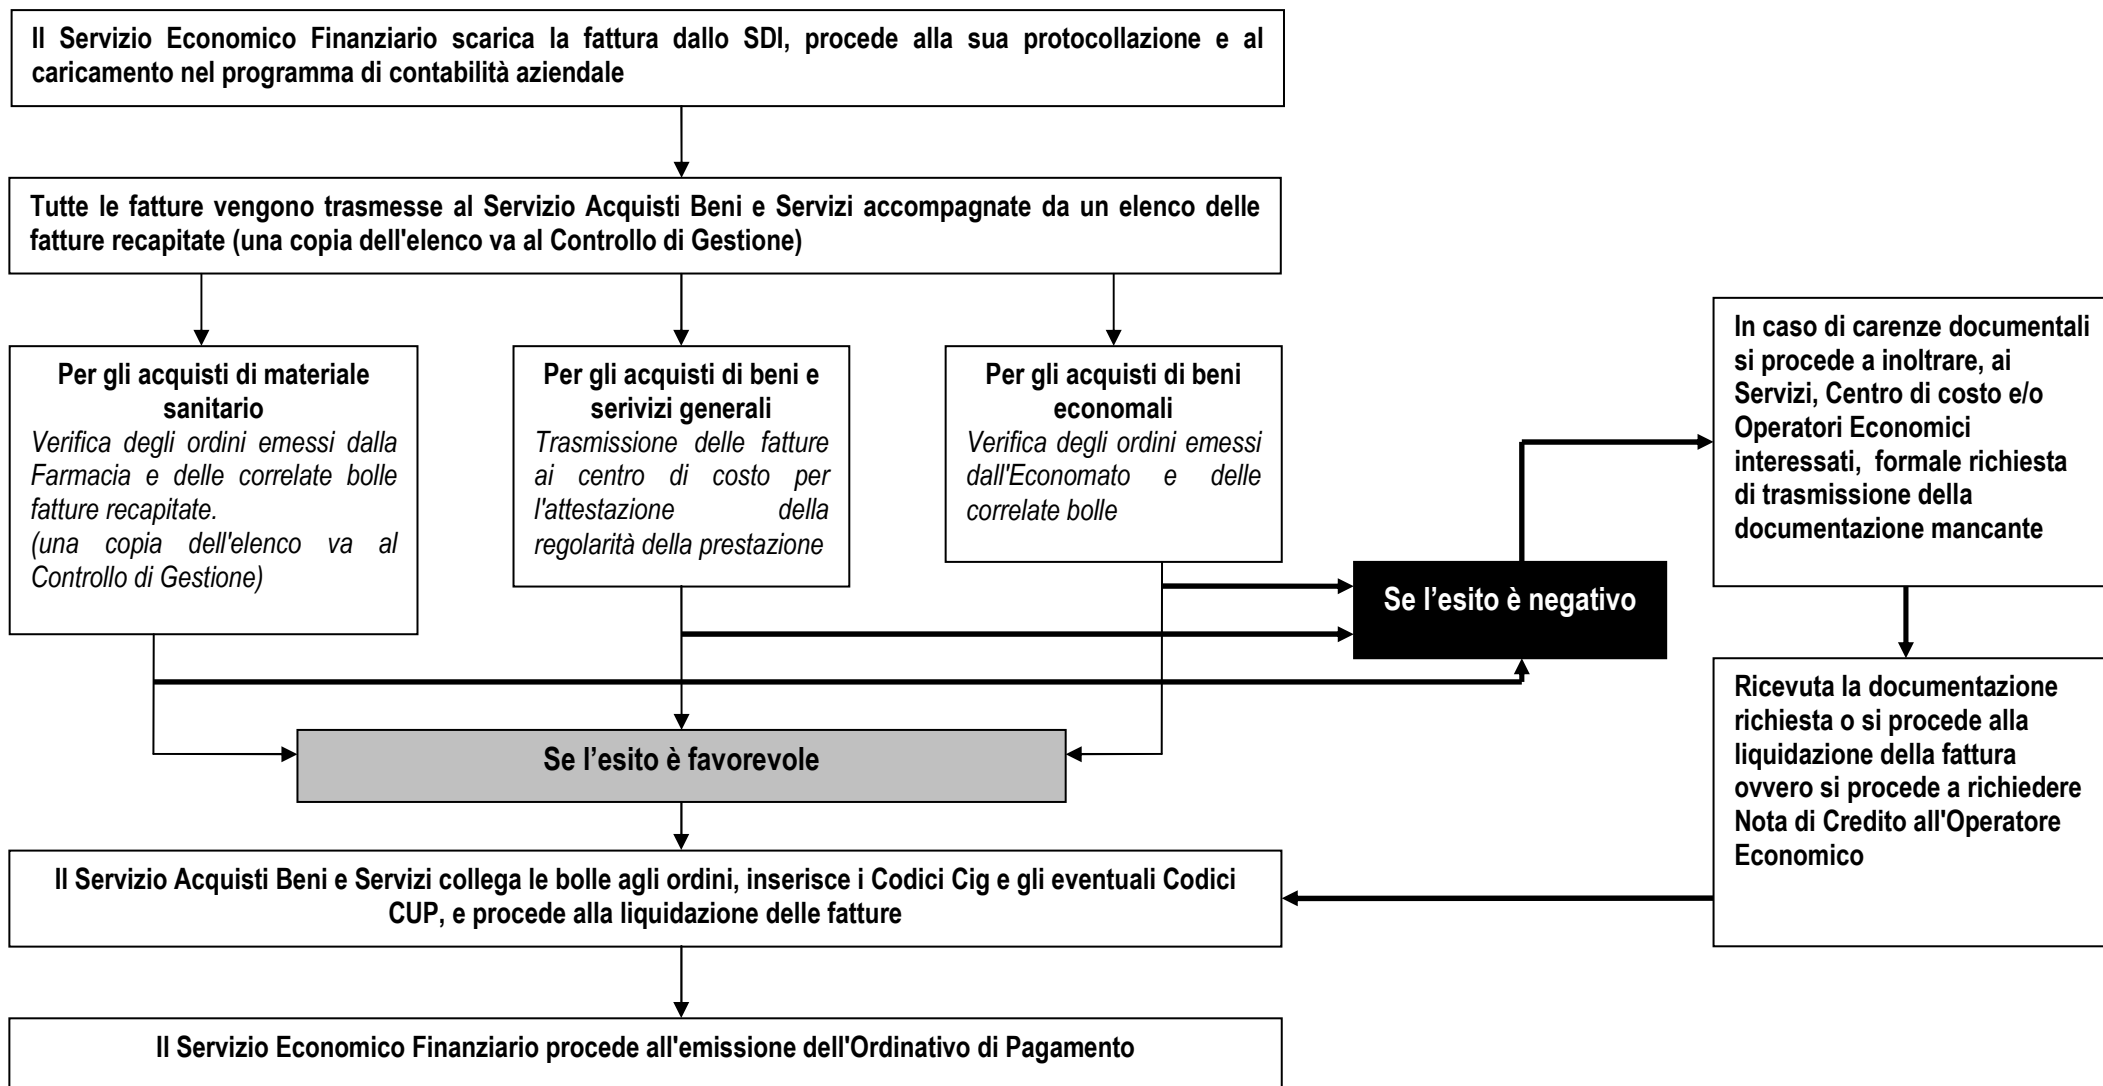 Il Servizio Economico Finanziario scarica la fattura dallo SDI, procede alla sua protocollazione e al
caricamento nel programma di contabilità aziendale
Tutte le fatture vengono trasmesse al Servizio Acquisti Beni e Servizi accompagnate da un elenco delle
fatture recapitate (una copia dell'elenco va al Controllo di Gestione)
Per gli acquisti di materiale
sanitario
Verifica degli ordini emessi dalla
Farmacia e delle correlate bolle
fatture recapitate.
(una copia dell'elenco va al
Controllo di Gestione)
Per gli acquisti di beni e
serivizi generali
Trasmissione delle fatture
ai centro di costo per
l'attestazione della
regolarità della prestazione
Per gli acquisti di beni
economali
Verifica degli ordini emessi
dall'Economato e delle
correlate bolle
Se l’esito è negativo
In caso di carenze documentali
si procede a inoltrare, ai
Servizi, Centro di costo e/o
Operatori Economici
interessati, formale richiesta
di trasmissione della
documentazione mancante
Ricevuta la documentazione
richiesta o si procede alla
liquidazione della fattura
ovvero si procede a richiedere
Nota di Credito all'Operatore
Economico
Se l’esito è favorevole
Il Servizio Acquisti Beni e Servizi collega le bolle agli ordini, inserisce i Codici Cig e gli eventuali Codici
CUP, e procede alla liquidazione delle fatture
Il Servizio Economico Finanziario procede all'emissione dell'Ordinativo di Pagamento